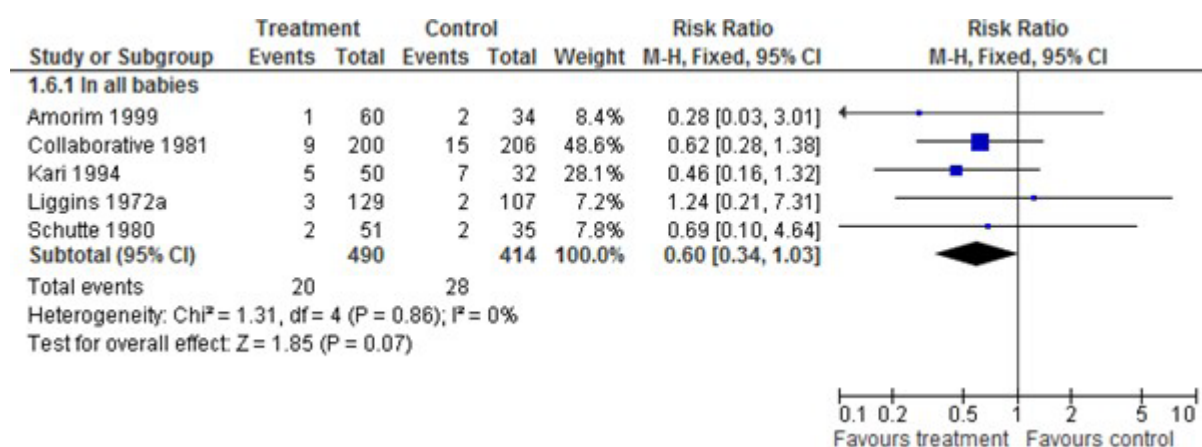 Treatment Control Risk Ratio Risk Ratio
Study or Subgroup Events Total Events Total Weight M-H, Fixed, 95% CI M-H, Fixed, 95% CI
1.6.1 In all babies
Amorim 1999 1 60 2 34 8.4% 0.28 [0.03, 3.01]
Collaborative 1981 9 200 15 206 48.6% 0.62 [0.28, 1.38]
Kari 1994 5 50 7 32 28.1% 0.46 [0.16, 1.32]
Liggins 1972a 3 129 2 107 7.2% 1.24 [0.21, 7.31]
Schutte 1980 2 51 2 35 7.8% 0.69 [0.10, 4.64]
Subtotal (95% CI) 490 414 100.0% 0.60 [0.34, 1.03]
Total events 20 28
Heterogeneity: Chi² = 1.31, df = 4 (P = 0.86); I² = 0%
Test for overall effect: Z = 1.85 (P = 0.07)
0.1 0.2 0.5 1 2 5 10
Favours treatment Favours control